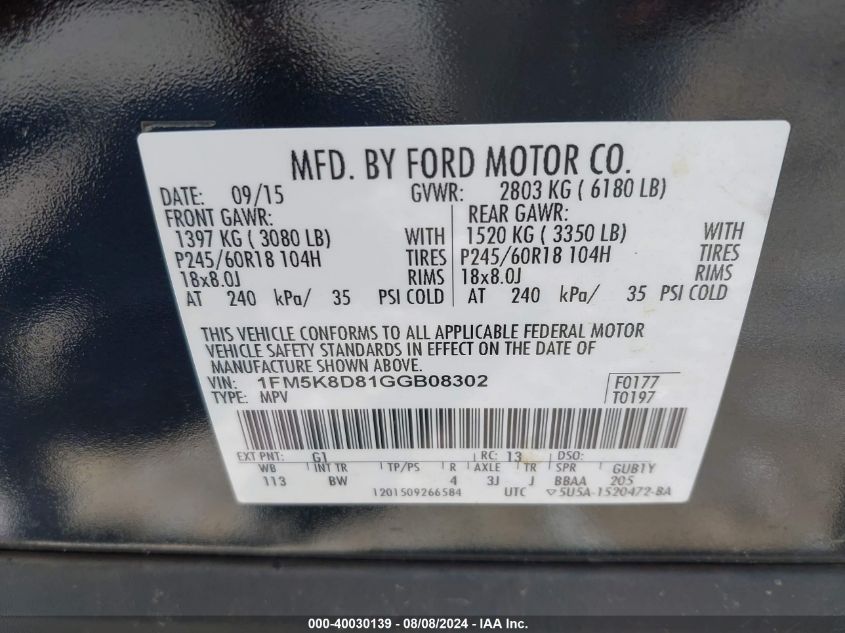 MFD. BY FORD MOTOR CO.
DATE: 09/15 GVWR: 2803 KG ( 6180 LB)
FRONT GAWR: REAR GAWR:
1397 KG ( 3080 LB) WITH 1520 KG ( 3350 LB) WITH
P245/60R18 104H TIRES P245/60R18 104H TIRES
18x8.0J RIMS 18x8.0J RIMS
AT 240 kPa/ 35 PSI COLD AT 240 kPa/ 35 PSI COLD
THIS VEHICLE CONFORMS TO ALL APPLICABLE FEDERAL MOTOR
VEHICLE SAFETY STANDARDS IN EFFECT ON THE DATE OF
MANUFACTURE SHOWN ABOVE.
VIN: 1FM5K8D81GGB08302 F0177
TYPE: MPV T0197
EXT PNT: G1 RC: 13 DSO:
WB INT TR TP/PS R AXLE TR SPR GUB1Y
113 BW 4 3J J BBAA 205
1201509266584 UTC ▽5U5A-1520472-BA
000-40030139 - 08/08/2024 - IAA Inc.